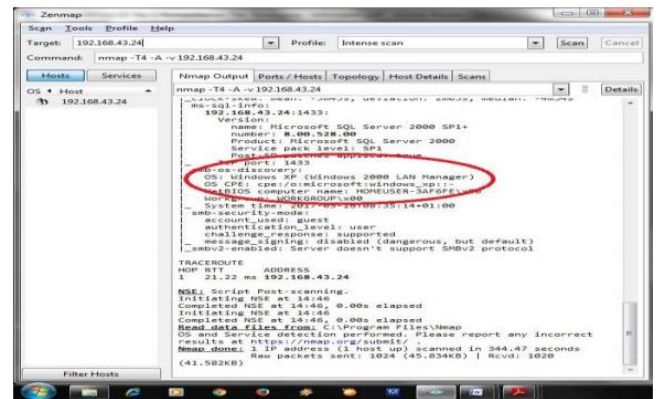 Zenmap
Scan Tools Profile Help
Target: 192.168.43.24 Profile: Intense scan Scan Cancel
Command: nmap -T4 -A -v 192.168.43.24
Hosts Services
Nmap Output Ports / Hosts Topology Host Details Scans
OS Host
192.168.43.24
nmap -T4 -A -v 192.168.43.24 Details
ms-sql-info:
192.168.43.24:1433:
Version:
name: Microsoft SQL Server 2000 SP1+
number: 8.00.528.00
Product: Microsoft SQL Server 2000
Service pack level: SP1
Post-SP patches applied: true
TCP port: 1433
smb-os-discovery:
OS: Windows XP (Windows 2000 LAN Manager)
OS CPE: cpe:/o:microsoft:windows_xp::-
NetBIOS computer name: HOMEUSER-3AF6FE\x00
Workgroup: WORKGROUP\x00
System time:
smb-security-mode:
account_used: guest
authentication_level: user
challenge_response: supported
message_signing: disabled (dangerous, but default)
_smbv2-enabled: Server doesn't support SMBv2 protocol
TRACEROUTE
HOP RTT ADDRESS
1 21.22 ms 192.168.43.24
NSE: Script Post-scanning.
Initiating NSE at 14:46
Completed NSE at 14:46, 0.00s elapsed
Initiating NSE at 14:46
Completed NSE at 14:46, 0.00s elapsed
Read data files from: C:\Program Files\Nmap
OS and Service detection performed. Please report any incorrect
results at https://nmap.org/submit/ .
Nmap done: 1 IP address (1 host up) scanned in 344.47 seconds
Raw packets sent: 1024 (45.834KB) | Rcvd: 1020
(41.582KB)
Filter Hosts